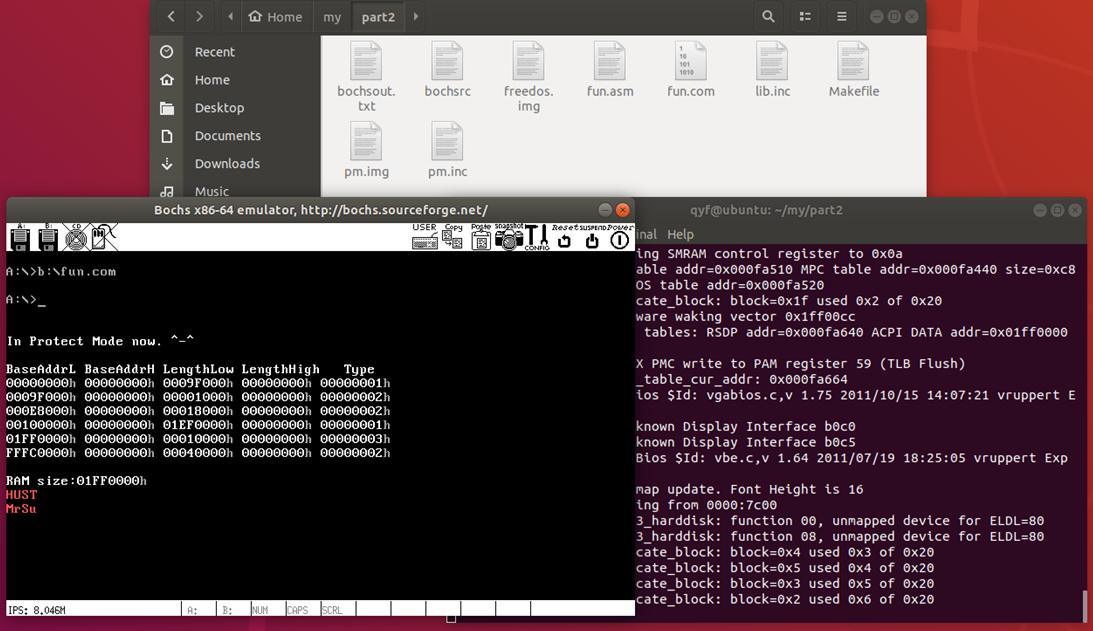 Home my part2
Recent
Home
Desktop
Documents
Downloads
Music
bochsout.
txt
bochsrc
freedos.
img
fun.asm
1
10
101
1010
fun.com
lib.inc
Makefile
pm.img
pm.inc
Bochs x86-64 emulator, http://bochs.sourceforge.net/
A: B: CD USER Copy Paste snapshot CONFIG Reset SUSPEND Power
A:\>b:\fun.com
A:\>_
In Protect Mode now. ^-^
BaseAddrL BaseAddrH LengthLow LengthHigh Type
00000000h 00000000h 0009F000h 00000000h 00000001h
0009F000h 00000000h 00001000h 00000000h 00000002h
000E8000h 00000000h 00018000h 00000000h 00000002h
00100000h 00000000h 01EF0000h 00000000h 00000001h
01FF0000h 00000000h 00010000h 00000000h 00000003h
FFFC0000h 00000000h 00040000h 00000000h 00000002h
RAM size:01FF0000h
HUST
MrSu
IPS: 8.046M A: B: NUM CAPS SCRL
qyf@ubuntu: ~/my/part2
inal Help
ing SMRAM control register to 0x0a
able addr=0x000fa510 MPC table addr=0x000fa440 size=0xc8
OS table addr=0x000fa520
cate_block: block=0x1f used 0x2 of 0x20
ware waking vector 0x1ff00cc
tables: RSDP addr=0x000fa640 ACPI DATA addr=0x01ff0000
X PMC write to PAM register 59 (TLB Flush)
_table_cur_addr: 0x000fa664
ios $Id: vgabios.c,v 1.75 2011/10/15 14:07:21 vruppert E
known Display Interface b0c0
known Display Interface b0c5
Bios $Id: vbe.c,v 1.64 2011/07/19 18:25:05 vruppert Exp
map update. Font Height is 16
ing from 0000:7c00
3_harddisk: function 00, unmapped device for ELDL=80
3_harddisk: function 08, unmapped device for ELDL=80
cate_block: block=0x4 used 0x3 of 0x20
cate_block: block=0x5 used 0x4 of 0x20
cate_block: block=0x3 used 0x5 of 0x20
cate_block: block=0x2 used 0x6 of 0x20